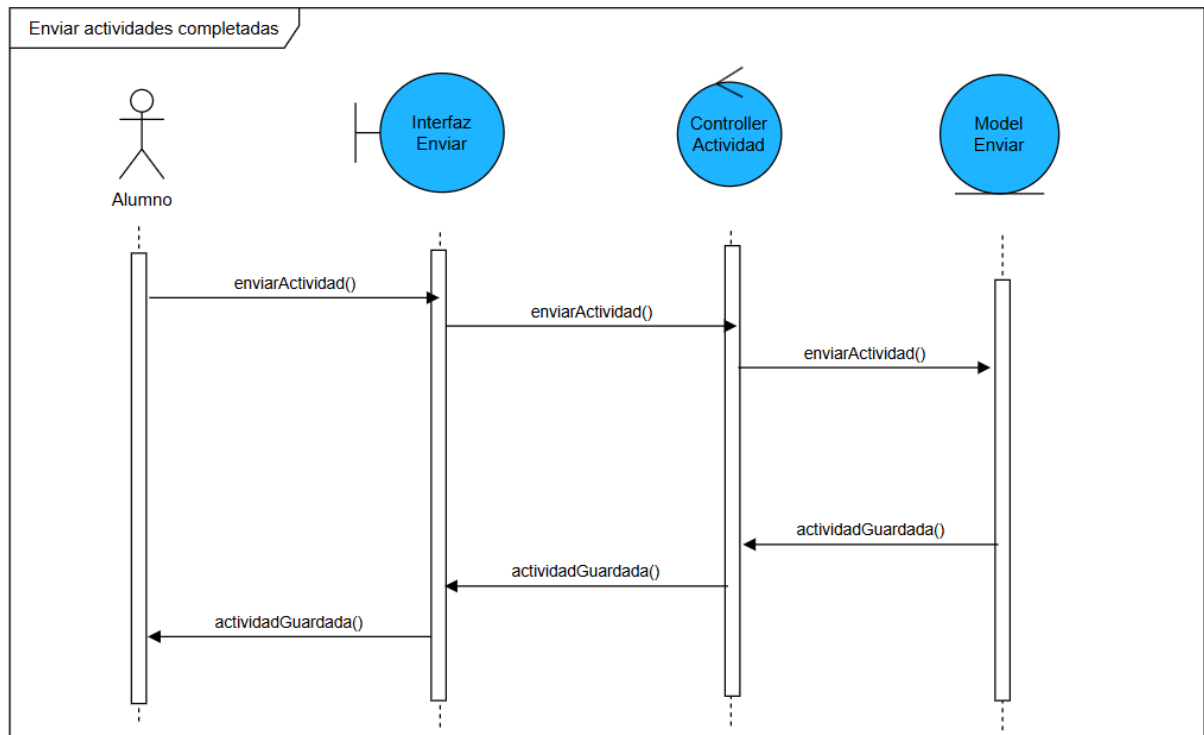 Enviar actividades completadas
Interfaz
Enviar
Controller
Actividad
Model
Enviar
Alumno
enviarActividad()
enviarActividad()
enviarActividad()
actividadGuardada()
actividadGuardada()
actividadGuardada()